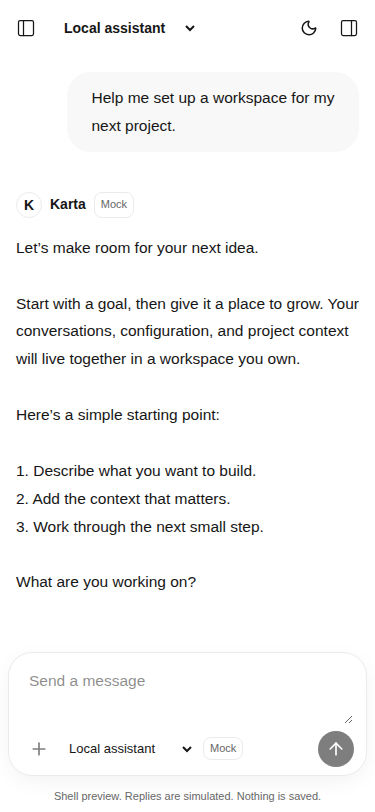 Local assistant
Help me set up a workspace for my
next project.
K Karta Mock
Let’s make room for your next idea.
Start with a goal, then give it a place to grow. Your
conversations, configuration, and project context
will live together in a workspace you own.
Here’s a simple starting point:
1. Describe what you want to build.
2. Add the context that matters.
3. Work through the next small step.
What are you working on?
Send a message
Local assistant Mock
Shell preview. Replies are simulated. Nothing is saved.